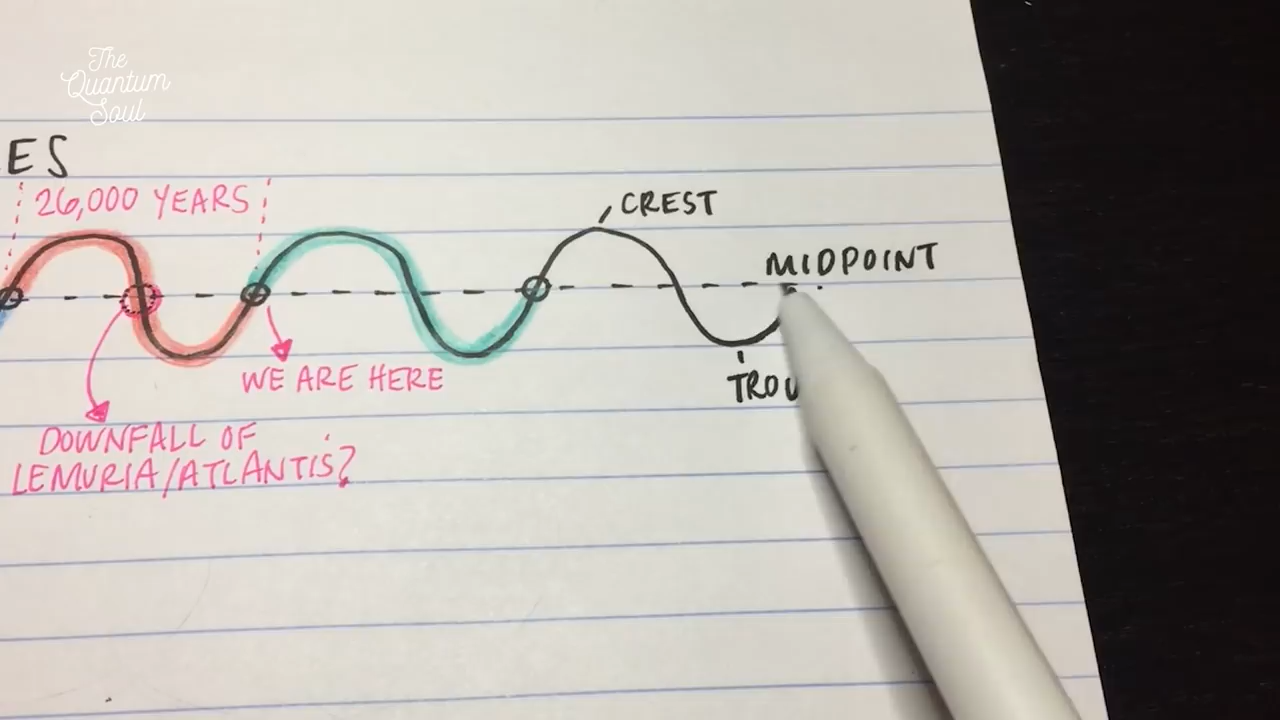 The
Quantum
Soul
ES
26,000 YEARS
CREST
MIDPOINT
WE ARE HERE
DOWNFALL OF
LEMURIA/ATLANTIS?